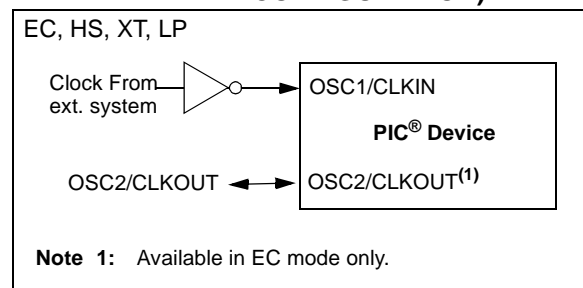 EC, HS, XT, LP
Clock From
ext. system
OSC1/CLKIN
PIC® Device
OSC2/CLKOUT
OSC2/CLKOUT(1)
Note 1: Available in EC mode only.